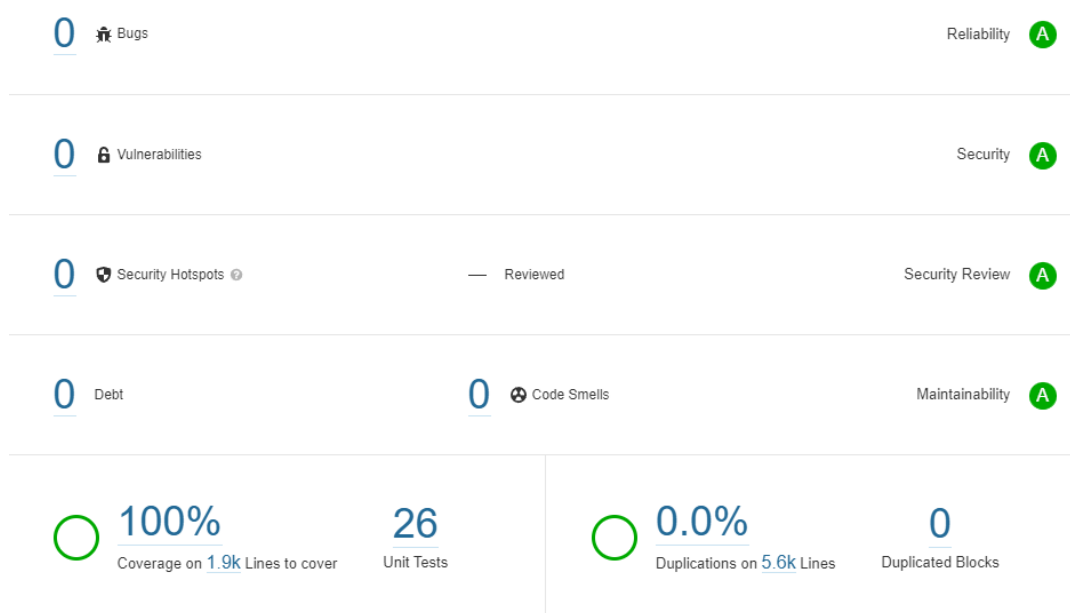 0 Bugs Reliability A
0 Vulnerabilities Security A
0 Security Hotspots ? — Reviewed Security Review A
0 Debt 0 Code Smells Maintainability A
100% 26 0.0% 0
Coverage on 1.9k Lines to cover Unit Tests Duplications on 5.6k Lines Duplicated Blocks